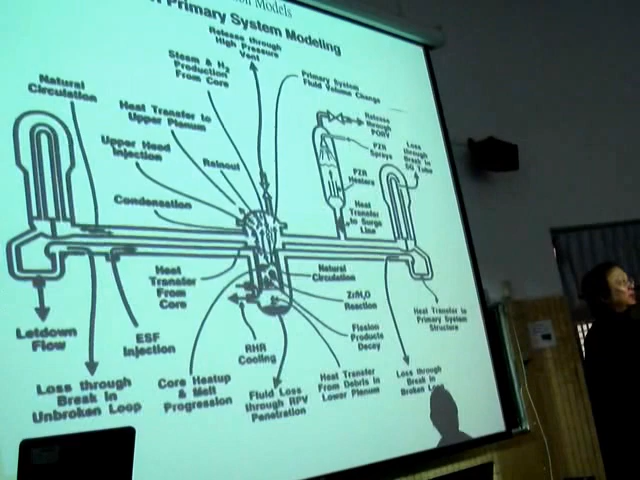 Models
Primary System Modeling
Release through
High Pressure
Vent
Steam & H2
Production
From Core
Primary System
Fluid Volume Change
Natural
Circulation
Heat Transfer to
Upper Plenum
Release
through
PORV
Upper Head
Injection
Rainout
PZR
Sprays
Loss
through
Break in
SG Tube
PZR
Heaters
Condensation
Heat
Transfer
to Surge
Line
Heat
Transfer
From
Core
Natural
Circulation
Zr/H2O
Reaction
Heat Transfer to
Primary System
Structure
Letdown
Flow
ESF
Injection
RHR
Cooling
Fission
Products
Decay
Loss through
Break in
Unbroken Loop
Core Heatup
& Melt
Progression
Fluid Loss
through RPV
Penetration
Heat Transfer
From Debris in
Lower Plenum
Loss through
Break in
Broken